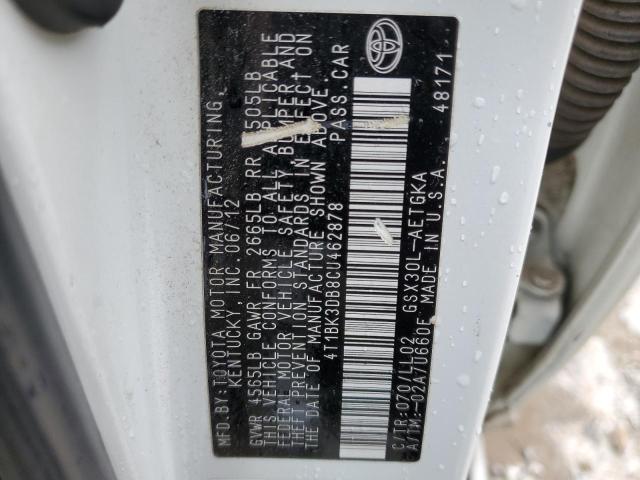 MFD.BY:TOYOTA MOTOR MANUFACTURING,
KENTUCKY, INC. 06/12
GVWR 4565LB GAWR FR 2665LB RR 2505LB
THIS VEHICLE CONFORMS TO ALL APPLICABLE
FEDERAL MOTOR VEHICLE SAFETY, BUMPER, AND
THEFT PREVENTION STANDARDS IN EFFECT ON
THE DATE OF MANUFACTURE SHOWN ABOVE.
4T1BK3DB8CU462878 PASS.CAR
C/TR:070/LL02 GSX30L-AETGKA
A/TM:-02A/U660E MADE IN U.S.A. 48171